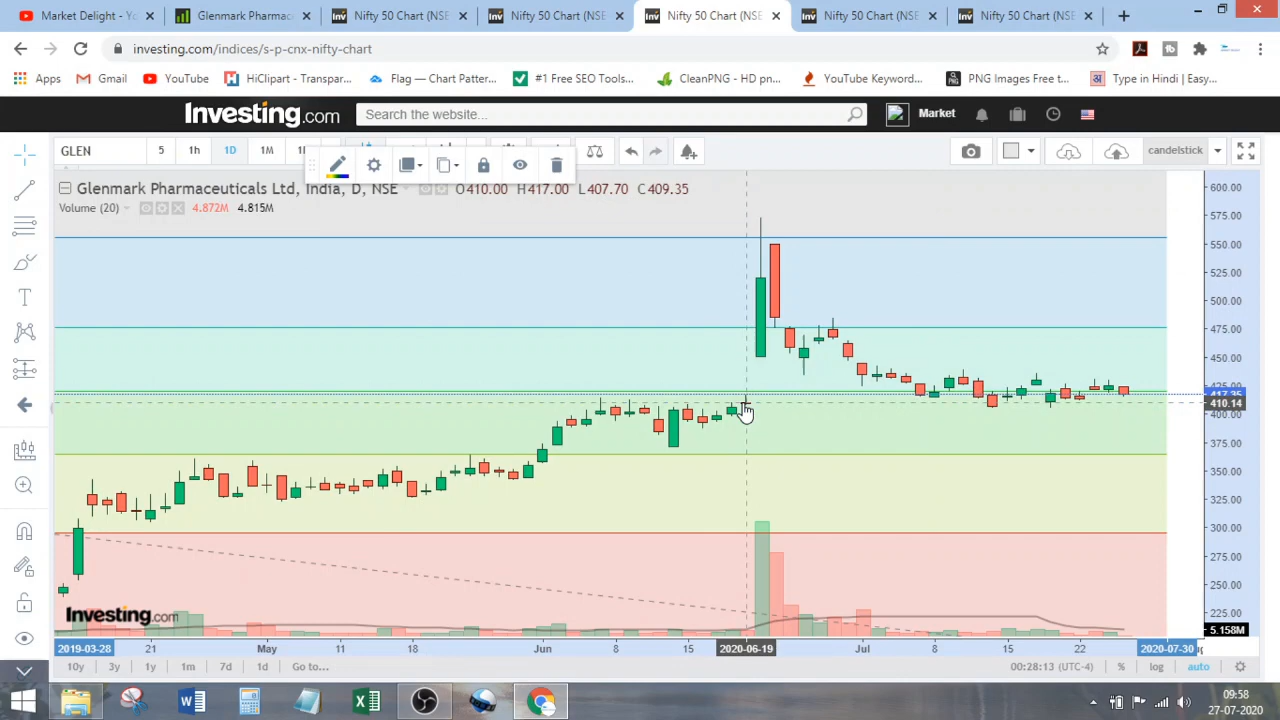 Market Delight - You
Glenmark Pharmac
Nifty 50 Chart (NSE
Nifty 50 Chart (NSE
Nifty 50 Chart (NSE
Nifty 50 Chart (NSE
Nifty 50 Chart (NSE
investing.com/indices/s-p-cnx-nifty-chart
Apps
Gmail
YouTube
HiClipart - Transpar...
Flag — Chart Patter...
#1 Free SEO Tools...
CleanPNG - HD pn...
YouTube Keyword...
PNG Images Free t...
Type in Hindi | Easy...
Investing.com
Search the website...
Market
GLEN
5
1h
1D
1M
candlestick
Glenmark Pharmaceuticals Ltd, India, D, NSE
O410.00 H417.00 L407.70 C409.35
Volume (20)
4.872M 4.815M
600.00
575.00
550.00
525.00
500.00
475.00
450.00
425.00
417.35
410.14
400.00
375.00
350.00
325.00
300.00
275.00
250.00
225.00
5.158M
Investing.com
2019-03-28
21
May
11
18
Jun
8
15
2020-06-19
Jul
8
15
22
2020-07-30
10y
3y
1y
1m
7d
1d
Go to...
00:28:13 (UTC-4)
%
log
auto
09:58
27-07-2020